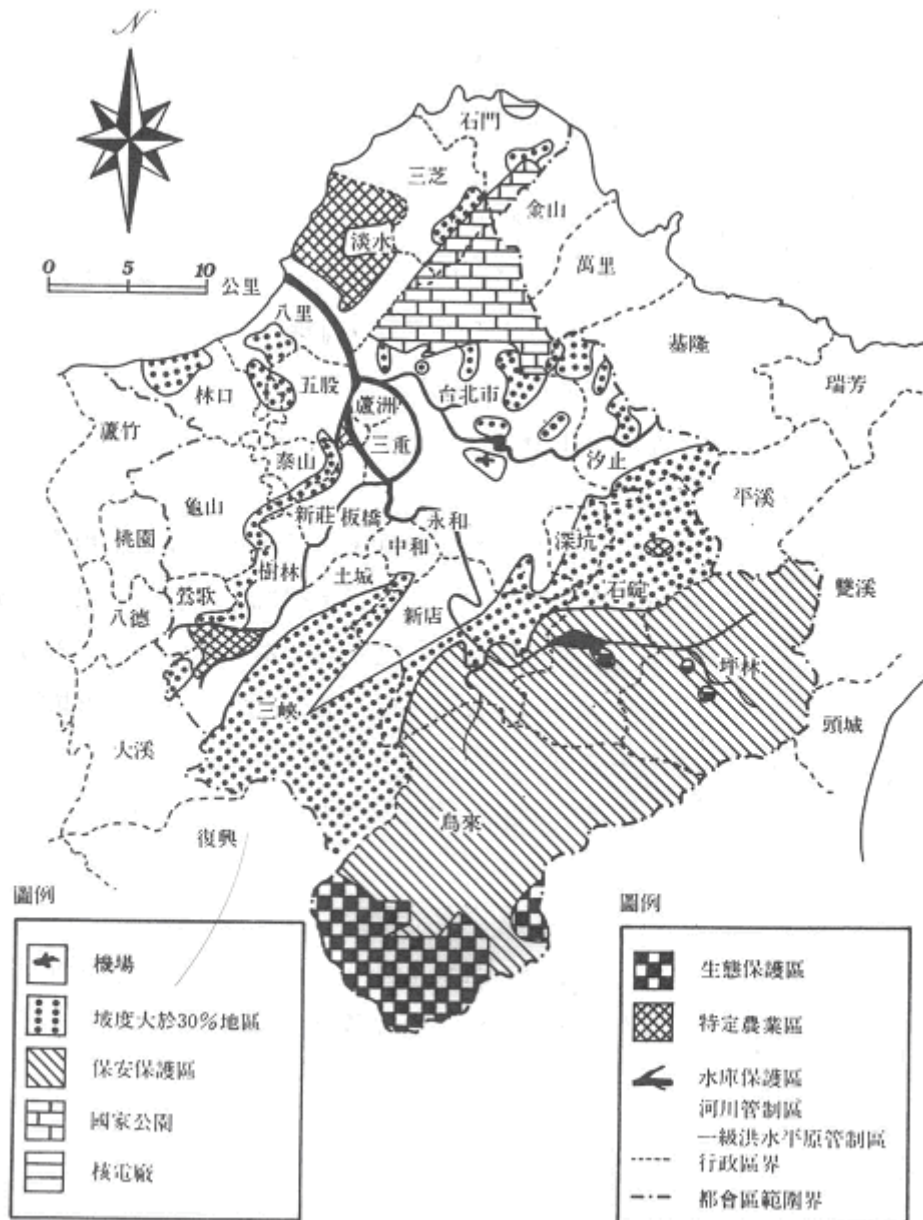 N
石門
三芝
金山
淡水
0 5 10 公里
萬里
八里
基隆
林口
五股
台北市
瑞芳
蘆洲
蘆竹
三重
泰山
汐止
平溪
龜山
新莊
板橋
永和
桃園
中和
深坑
樹林
土城
鶯歌
石碇
雙溪
八德
新店
坪林
三峽
頭城
大溪
烏來
復興
圖例
機場
坡度大於30%地區
保安保護區
國家公園
核電廠
圖例
生態保護區
特定農業區
水庫保護區
河川管制區
一級洪水平原管制區
行政區界
都會區範圍界